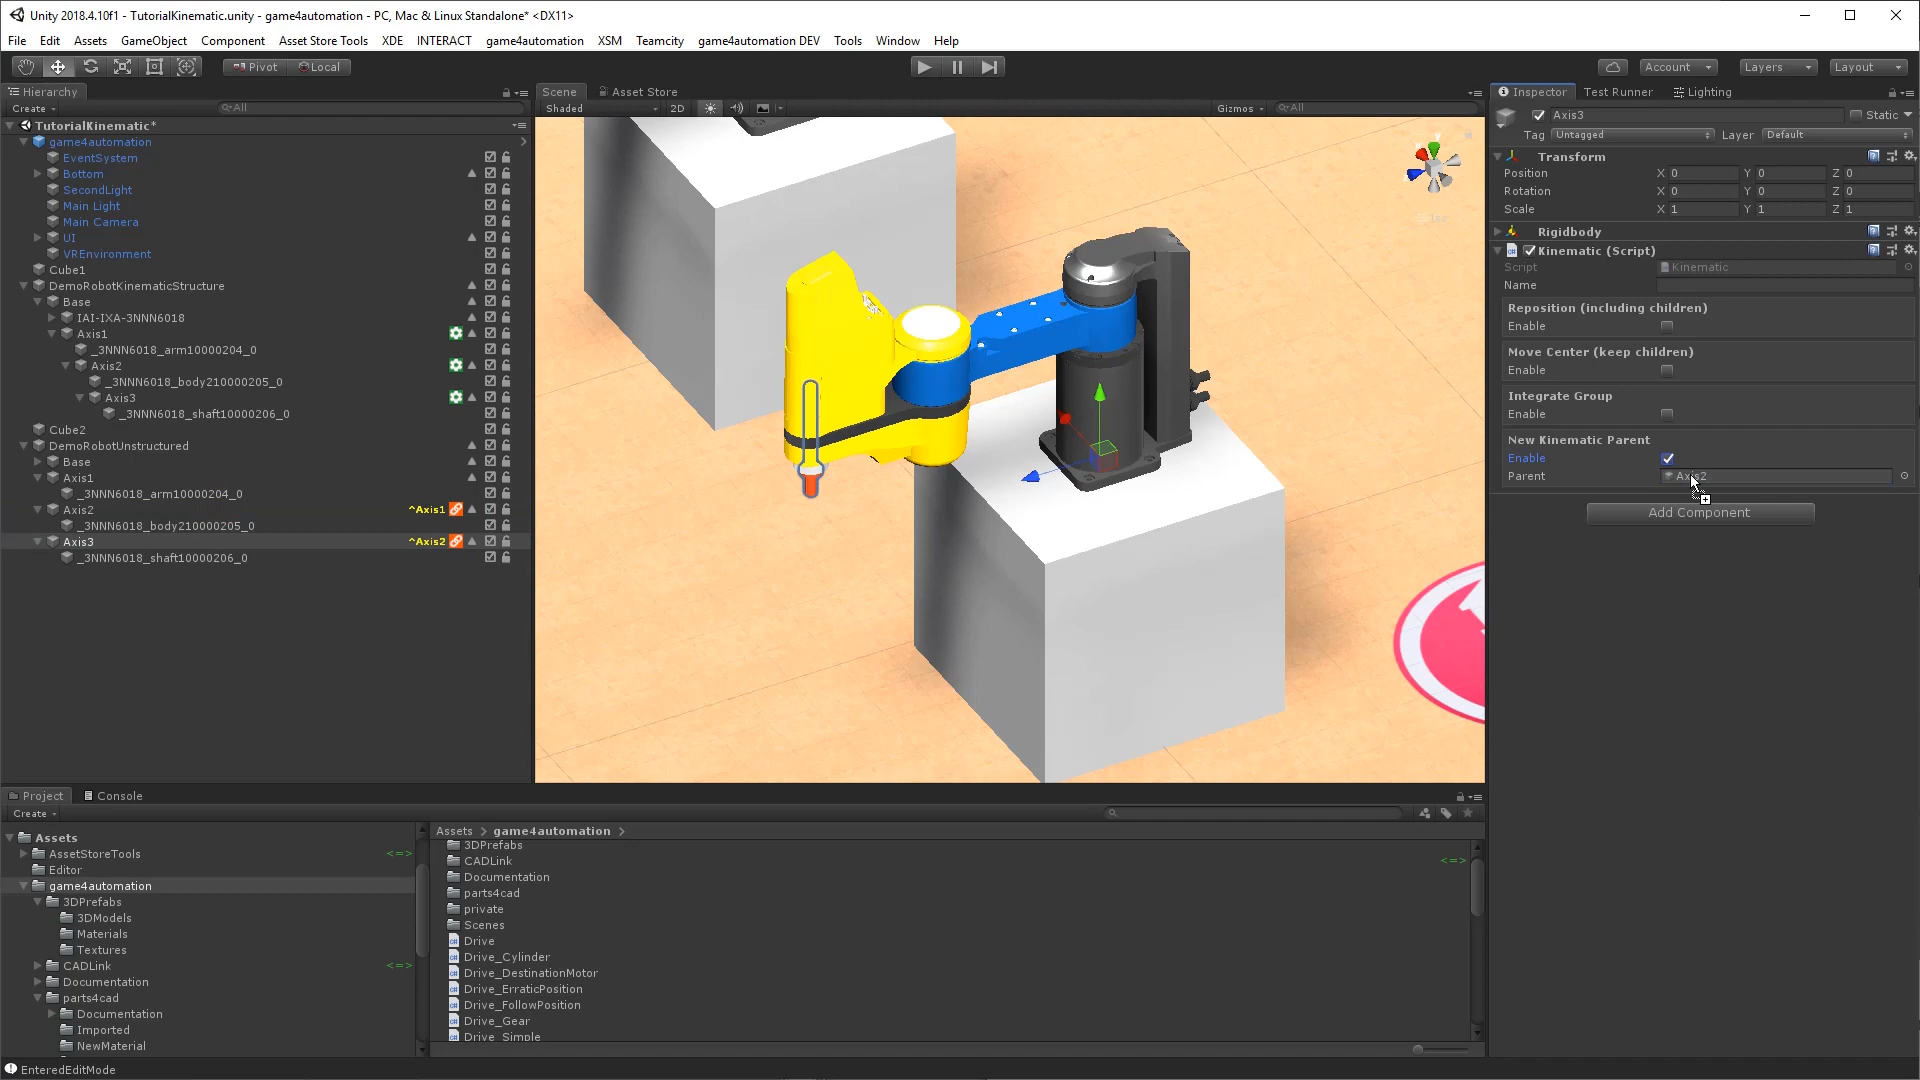 Unity 2018.4.10f1 - TutorialKinematic.unity - game4automation - PC, Mac & Linux Standalone* <DX11>
File Edit Assets GameObject Component Asset Store Tools XDE INTERACT game4automation XSM Teamcity game4automation DEV Tools Window Help
Pivot Local Account Layers Layout
Hierarchy
Create All
TutorialKinematic*
game4automation
EventSystem
Bottom
SecondLight
Main Light
Main Camera
UI
VREnvironment
Cube1
DemoRobotKinematicStructure
Base
IAI-IXA-3NNN6018
Axis1
_3NNN6018_arm10000204_0
Axis2
_3NNN6018_body210000205_0
Axis3
_3NNN6018_shaft10000206_0
Cube2
DemoRobotUnstructured
Base
Axis1
_3NNN6018_arm10000204_0
Axis2 ^Axis1
_3NNN6018_body210000205_0
Axis3 ^Axis2
_3NNN6018_shaft10000206_0
Scene Asset Store
Shaded 2D Gizmos All
Inspector Test Runner Lighting
Axis3 Static
Tag Untagged Layer Default
Transform
Position X 0 Y 0 Z 0
Rotation X 0 Y 0 Z 0
Scale X 1 Y 1 Z 1
Rigidbody
Kinematic (Script)
Script Kinematic
Name
Reposition (including children)
Enable
Move Center (keep children)
Enable
Integrate Group
Enable
New Kinematic Parent
Enable
Parent Axis2
Add Component
Project Console
Create
Assets
AssetStoreTools <=>
Editor
game4automation
3DPrefabs
3DModels
Materials
Textures
CADLink <=>
Documentation
parts4cad
Documentation
Imported
NewMaterial
Assets > game4automation >
3DPrefabs
CADLink <=>
Documentation
parts4cad
private
Scenes
Drive
Drive_Cylinder
Drive_DestinationMotor
Drive_ErraticPosition
Drive_FollowPosition
Drive_Gear
Drive_Simple
EnteredEditMode